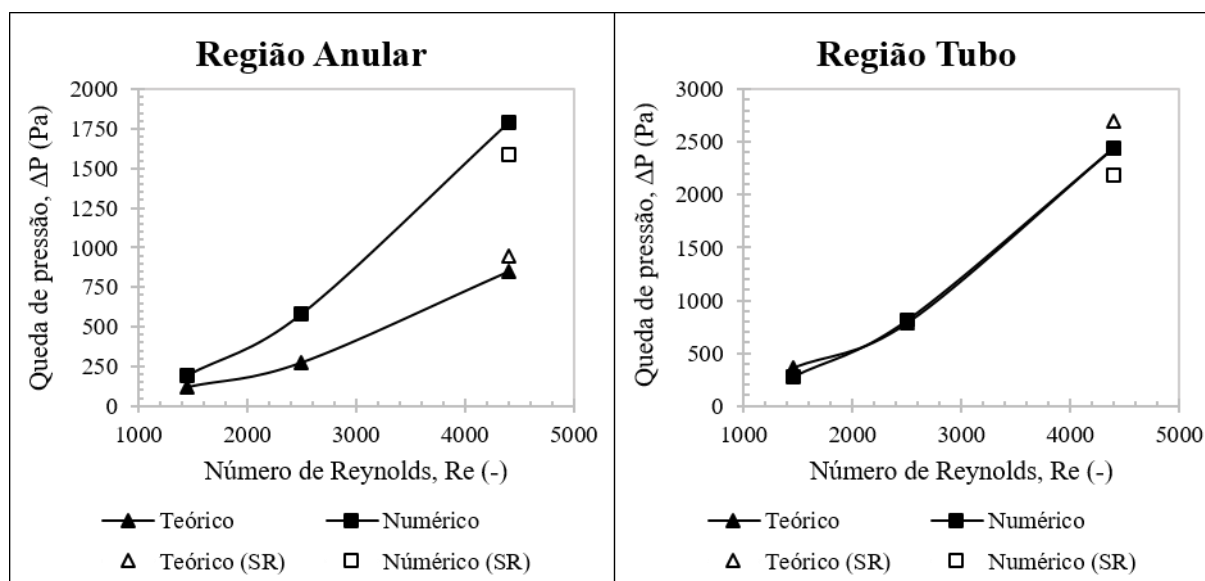 Região Anular
Queda de pressão, ΔP (Pa)
2000
1750
1500
1250
1000
750
500
250
0
1000 2000 3000 4000 5000
Número de Reynolds, Re (-)
Teórico Numérico
Teórico (SR) Númérico (SR)
Região Tubo
Queda de pressão, ΔP (Pa)
3000
2500
2000
1500
1000
500
0
1000 2000 3000 4000 5000
Número de Reynolds, Re (-)
Teórico Numérico
Teórico (SR) Numérico (SR)